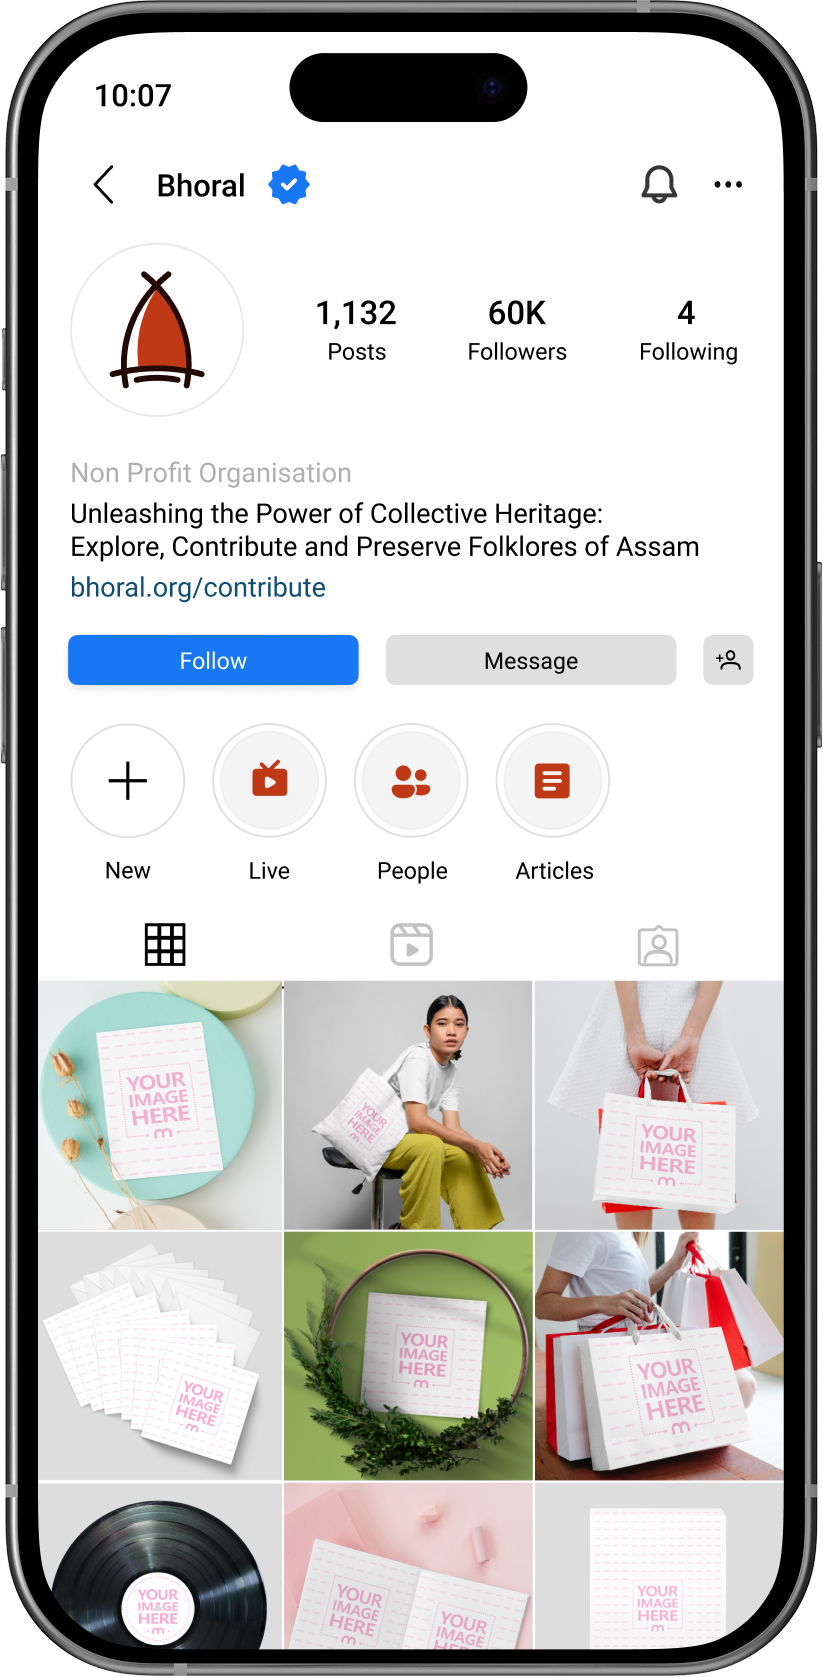 10:07
Bhoral
1,132
Posts
60K
Followers
4
Following
Non Profit Organisation
Unleashing the Power of Collective Heritage:
Explore, Contribute and Preserve Folklores of Assam
bhoral.org/contribute
Follow
Message
New
Live
People
Articles
YOUR
IMAGE
HERE
m
YOUR
IMAGE
HERE
m
YOUR
IMAGE
HERE
m
YOUR
IMAGE
HERE
m
YOUR
IMAGE
HERE
m
YOUR
IMAGE
HERE
m
YOUR
IMAGE
HERE
m
YOUR
IMAGE
HERE
YOUR
IMAGE
YOUR
IMAGE
HERE
m